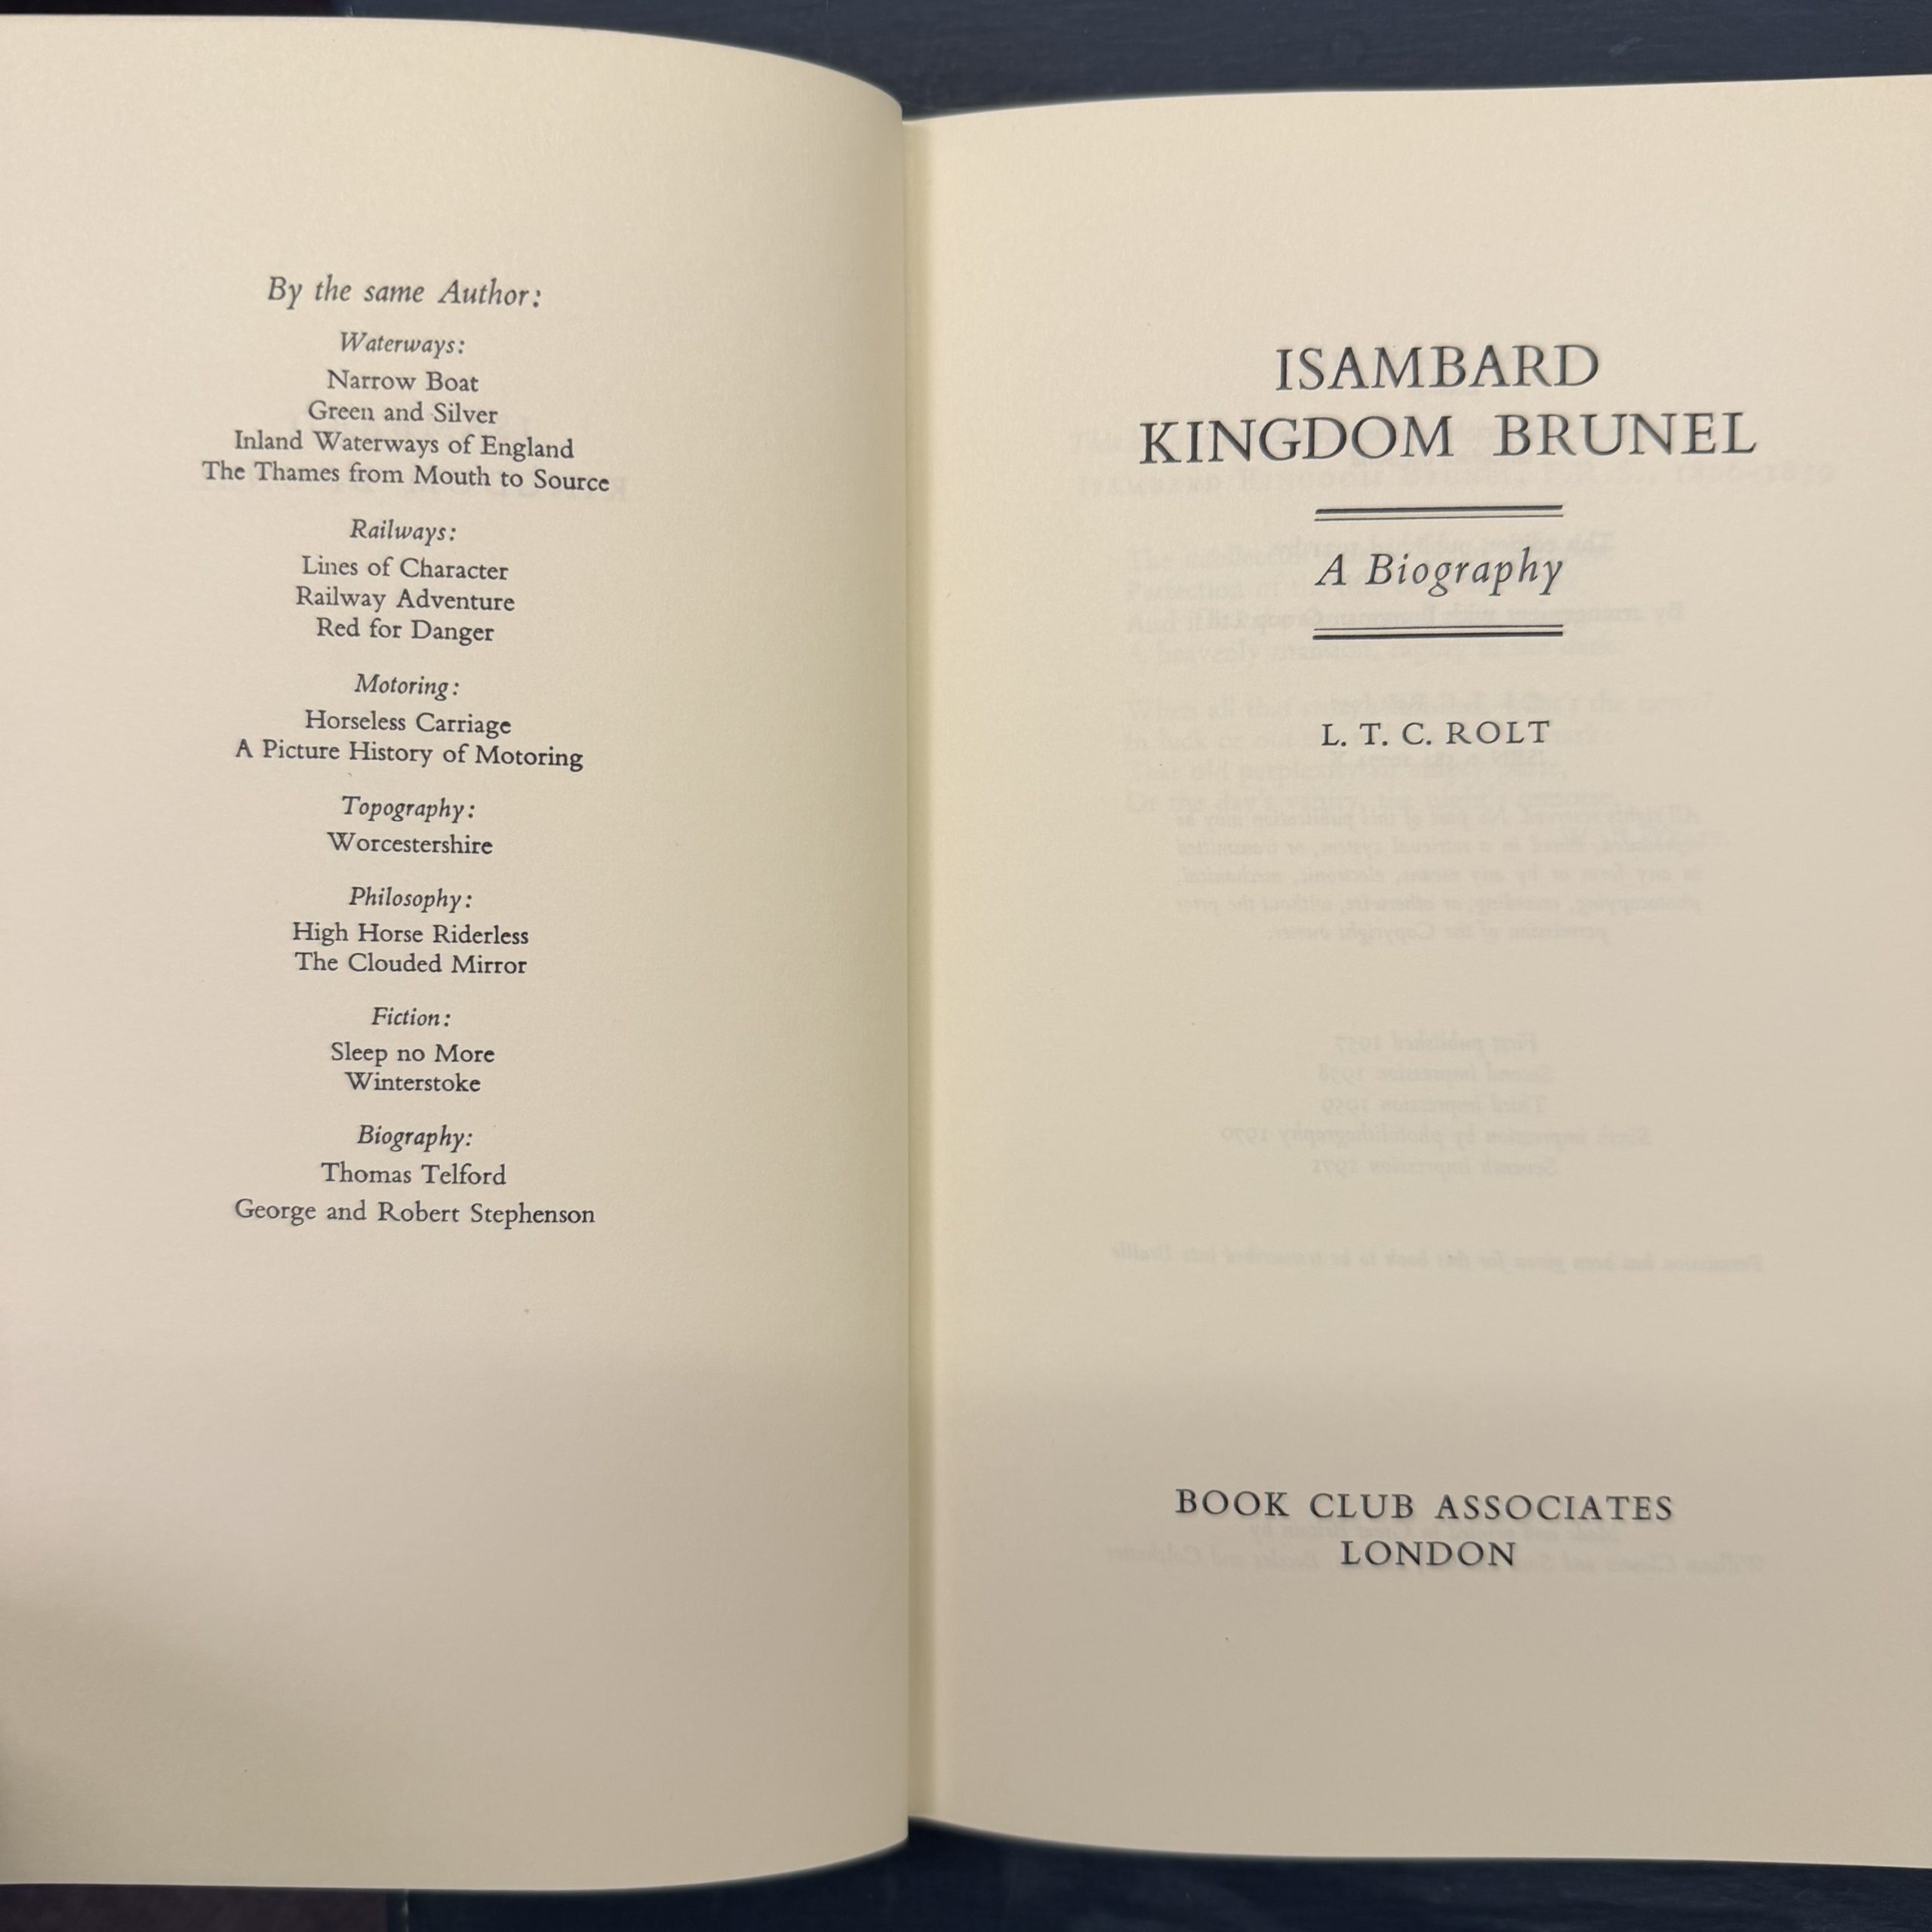 By the same Author:
Waterways:
Narrow Boat
Green and Silver
Inland Waterways of England
The Thames from Mouth to Source
Railways:
Lines of Character
Railway Adventure
Red for Danger
Motoring:
Horseless Carriage
A Picture History of Motoring
Topography:
Worcestershire
Philosophy:
High Horse Riderless
The Clouded Mirror
Fiction:
Sleep no More
Winterstoke
Biography:
Thomas Telford
George and Robert Stephenson
ISAMBARD
KINGDOM BRUNEL
A Biography
L. T. C. ROLT
BOOK CLUB ASSOCIATES
LONDON